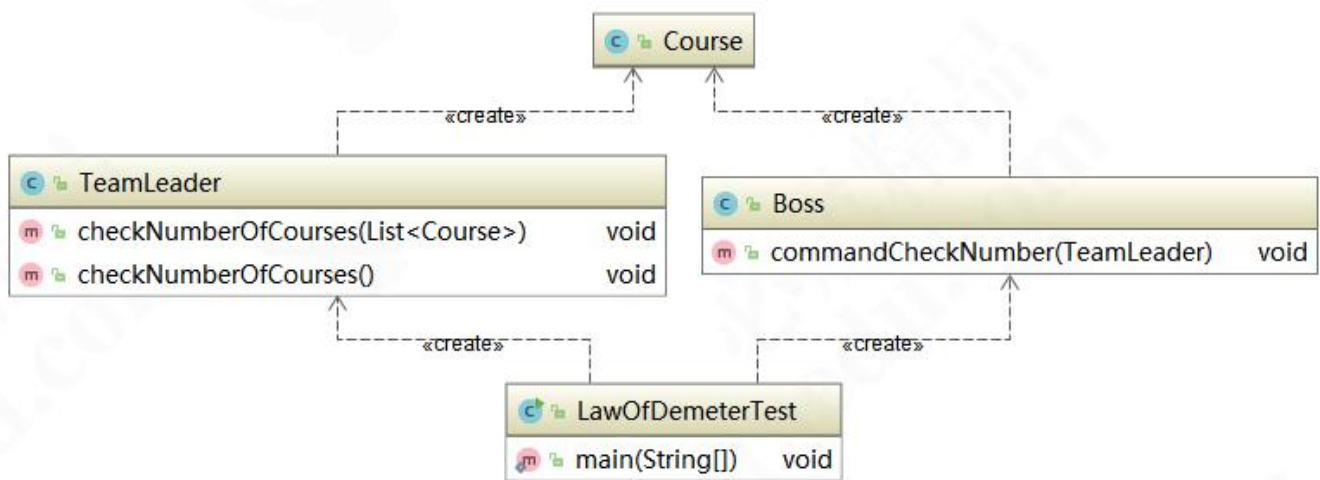 Course
«create»
«create»
TeamLeader
checkNumberOfCourses(List<Course>) void
checkNumberOfCourses() void
Boss
commandCheckNumber(TeamLeader) void
«create»
«create»
LawOfDemeterTest
main(String[]) void